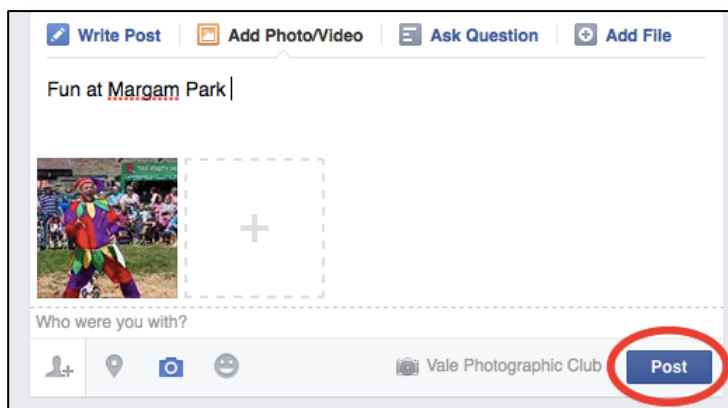 Write Post Add Photo/Video Ask Question Add File
Fun at Margam Park
Who were you with?
Vale Photographic Club Post